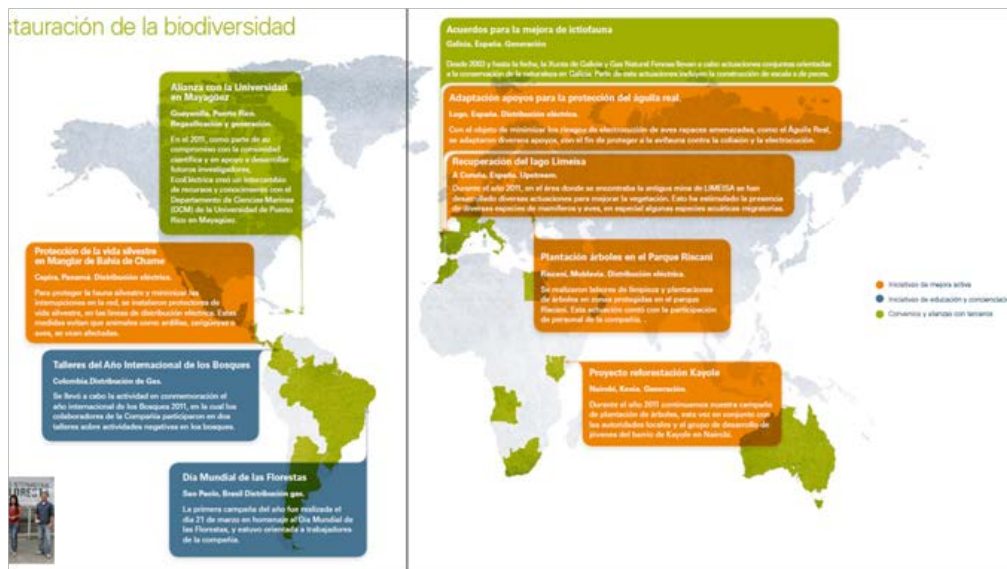 stauración de la biodiversidad
Alianza con la Universidad
en Mayagüez
Guayanilla, Puerto Rico.
Regasificación y generación.
En el 2011, como parte de su
compromiso con la comunidad
científica y en apoyo a desarrollar
futuros investigadores,
EcoEléctrica creó un intercambio
de recursos y conocimiento con el
Departamento de Ciencias Marinas
(DCM) de la Universidad de Puerto
Rico en Mayagüez.
Protección de la vida silvestre
en Manglar de Bahía de Chame
Capira, Panamá. Distribución eléctrica.
Para proteger la fauna silvestre y minimizar las
interrupciones en la red, se instalaron protectores de
vida silvestre, en las líneas de distribución eléctrica. Estas
medidas evitan que animales como ardillas, zarigüeyas o
aves, se vean afectadas.
Talleres del Año Internacional de los Bosques
Colombia.Distribución de Gas.
Se llevó a cabo la actividad en conmemoración el
año internacional de los Bosques 2011, en la cual los
colaboradores de la Compañía participaron en dos
talleres sobre actividades negativas en los bosques.
Día Mundial de las Florestas
Sao Paolo, Brasil Distribución gas.
La primera campaña del año fue realizada el
día 21 de marzo en homenaje al Día Mundial de
las Florestas, y estuvo orientada a trabajadores
de la compañía.
Acuerdos para la mejora de ictiofauna
Galicia, España. Generación
Desde 2003 y hasta la fecha, la Xunta de Galicia y Gas Natural Fenosa llevan a cabo actuaciones conjuntas orientadas
a la conservación de la naturaleza en Galicia. Parte de esta actuaciones incluyen la construcción de escala s de peces.
Adaptación apoyos para la protección del águila real.
Lugo, España. Distribución eléctrica.
Con el objeto de minimizar los riesgos de electrocución de aves rapaces amenazadas, como el Águila Real,
se adaptaron diversos apoyos, con el fin de proteger a la avifauna contra la colisión y la electrocución.
Recuperación del lago Limeisa
A Coruña, España. Upstream.
Durante el año 2011, en el área donde se encontraba la antigua mina de LIMEISA se han
desarrollado diversas actuaciones para mejorar la vegetación. Esto ha estimulado la presencia
de diversas especies de mamíferos y aves, en especial algunas especies acuáticas migratorias.
Plantación árboles en el Parque Riscani
Riscani, Moldavia. Distribución eléctrica.
Se realizaron labores de limpieza y plantaciones
de árboles en zonas protegidas en el parque
Riscani. Esta actuación contó con la participación
de personal de la compañía.
Proyecto reforestación Kayole
Nairobi, Kenia. Generación.
Durante el año 2011 continuamos nuestra campaña
de plantación de árboles, esta vez en conjunto con
las autoridades locales y el grupo de desarrollo de
jóvenes del barrio de Kayole en Nairobi.
Iniciativas de mejora activa
Iniciativas de educación y concienciació
Convenios y alianzas con terceros